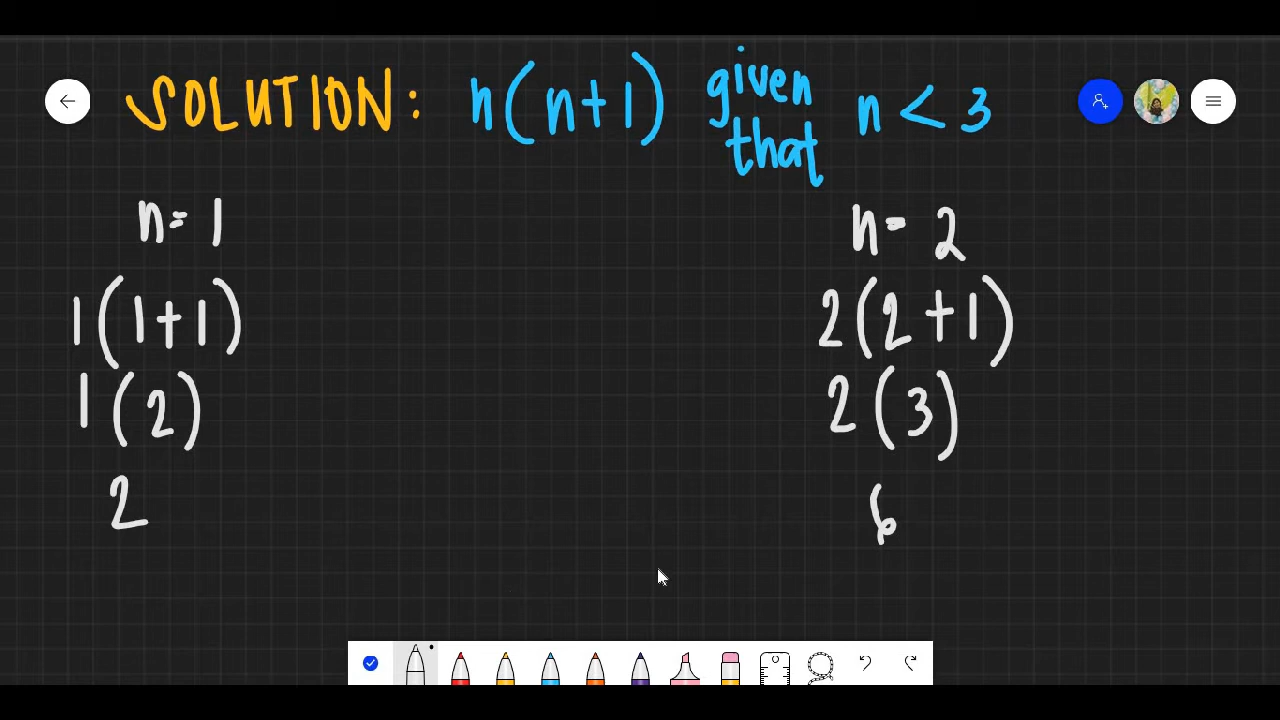 SOLUTION: n(n+1) given that n < 3
n = 1
1(1+1)
1(2)
2
n = 2
2(2+1)
2(3)
6